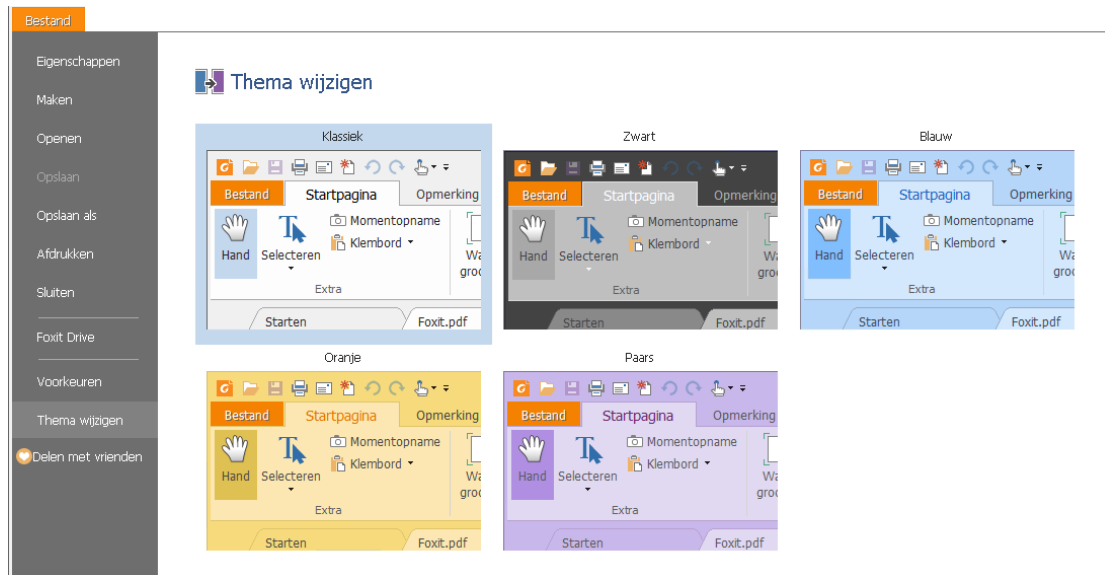 Bestand
Eigenschappen
Maken
Openen
Opslaan
Opslaan als
Afdrukken
Sluiten
Foxit Drive
Voorkeuren
Thema wijzigen
Delen met vrienden
Thema wijzigen
Klassiek
Bestand Startpagina Opmerking
Momentopname
Klembord
Hand Selecteren
Extra
Starten Foxit.pdf
Zwart
Bestand Startpagina Opmerking
Momentopname
Klembord
Hand Selecteren
Extra
Starten Foxit.pdf
Blauw
Bestand Startpagina Opmerking
Momentopname
Klembord
Hand Selecteren
Extra
Starten Foxit.pdf
Oranje
Bestand Startpagina Opmerking
Momentopname
Klembord
Hand Selecteren
Extra
Starten Foxit.pdf
Paars
Bestand Startpagina Opmerking
Momentopname
Klembord
Hand Selecteren
Extra
Starten Foxit.pdf